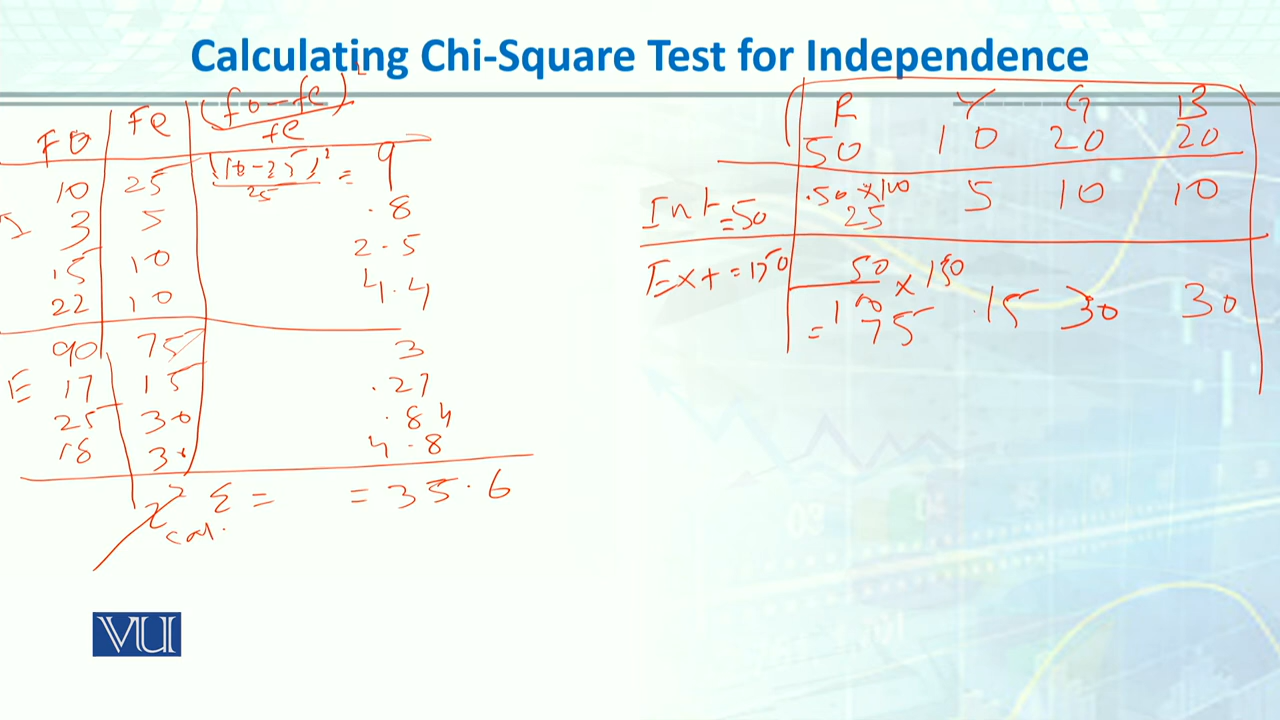 Calculating Chi-Square Test for Independence
fo fe (fo-fe)²/fe
10 25 (10-25)²/25 = 9
I 3 5 .8
15 10 2.5
22 10 4.4
90 75 3
E 17 15 .27
25 30 .84
18 30 4.8
χ² cal. Σ = = 35.6
R Y G B
50 10 20 20
Int = 50 .50 x 100 5 10 10
25
Ext = 150 50/100 x 150 15 30 30
= 75
VU